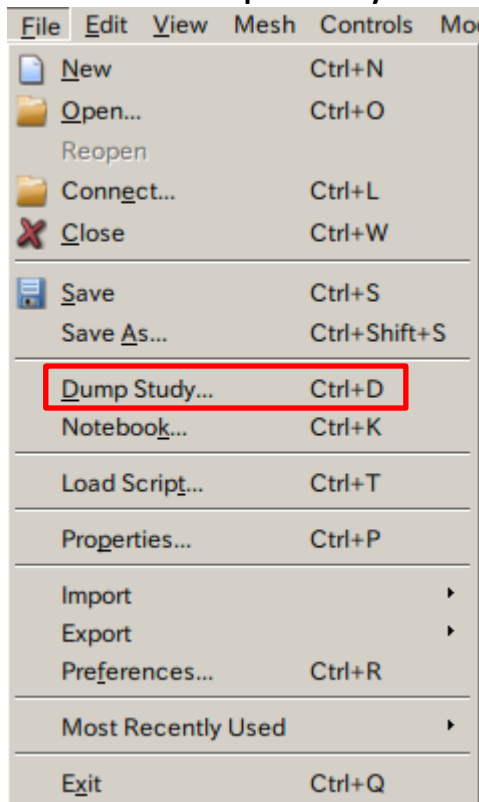 File Edit View Mesh Controls
New Ctrl+N
Open... Ctrl+O
Reopen
Connect... Ctrl+L
Close Ctrl+W
Save Ctrl+S
Save As... Ctrl+Shift+S
Dump Study... Ctrl+D
Notebook... Ctrl+K
Load Script... Ctrl+T
Properties... Ctrl+P
Import
Export
Preferences... Ctrl+R
Most Recently Used
Exit Ctrl+Q